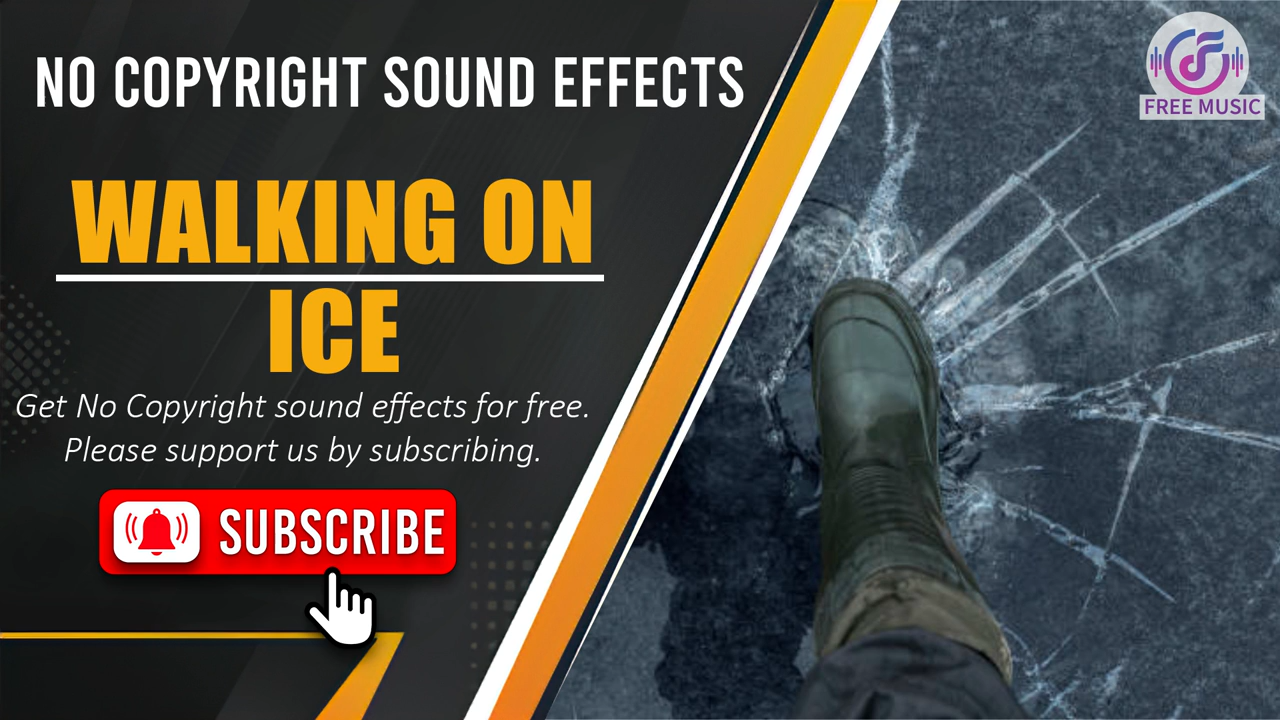 NO COPYRIGHT SOUND EFFECTS
FREE MUSIC
WALKING ON
ICE
Get No Copyright sound effects for free.
Please support us by subscribing.
SUBSCRIBE